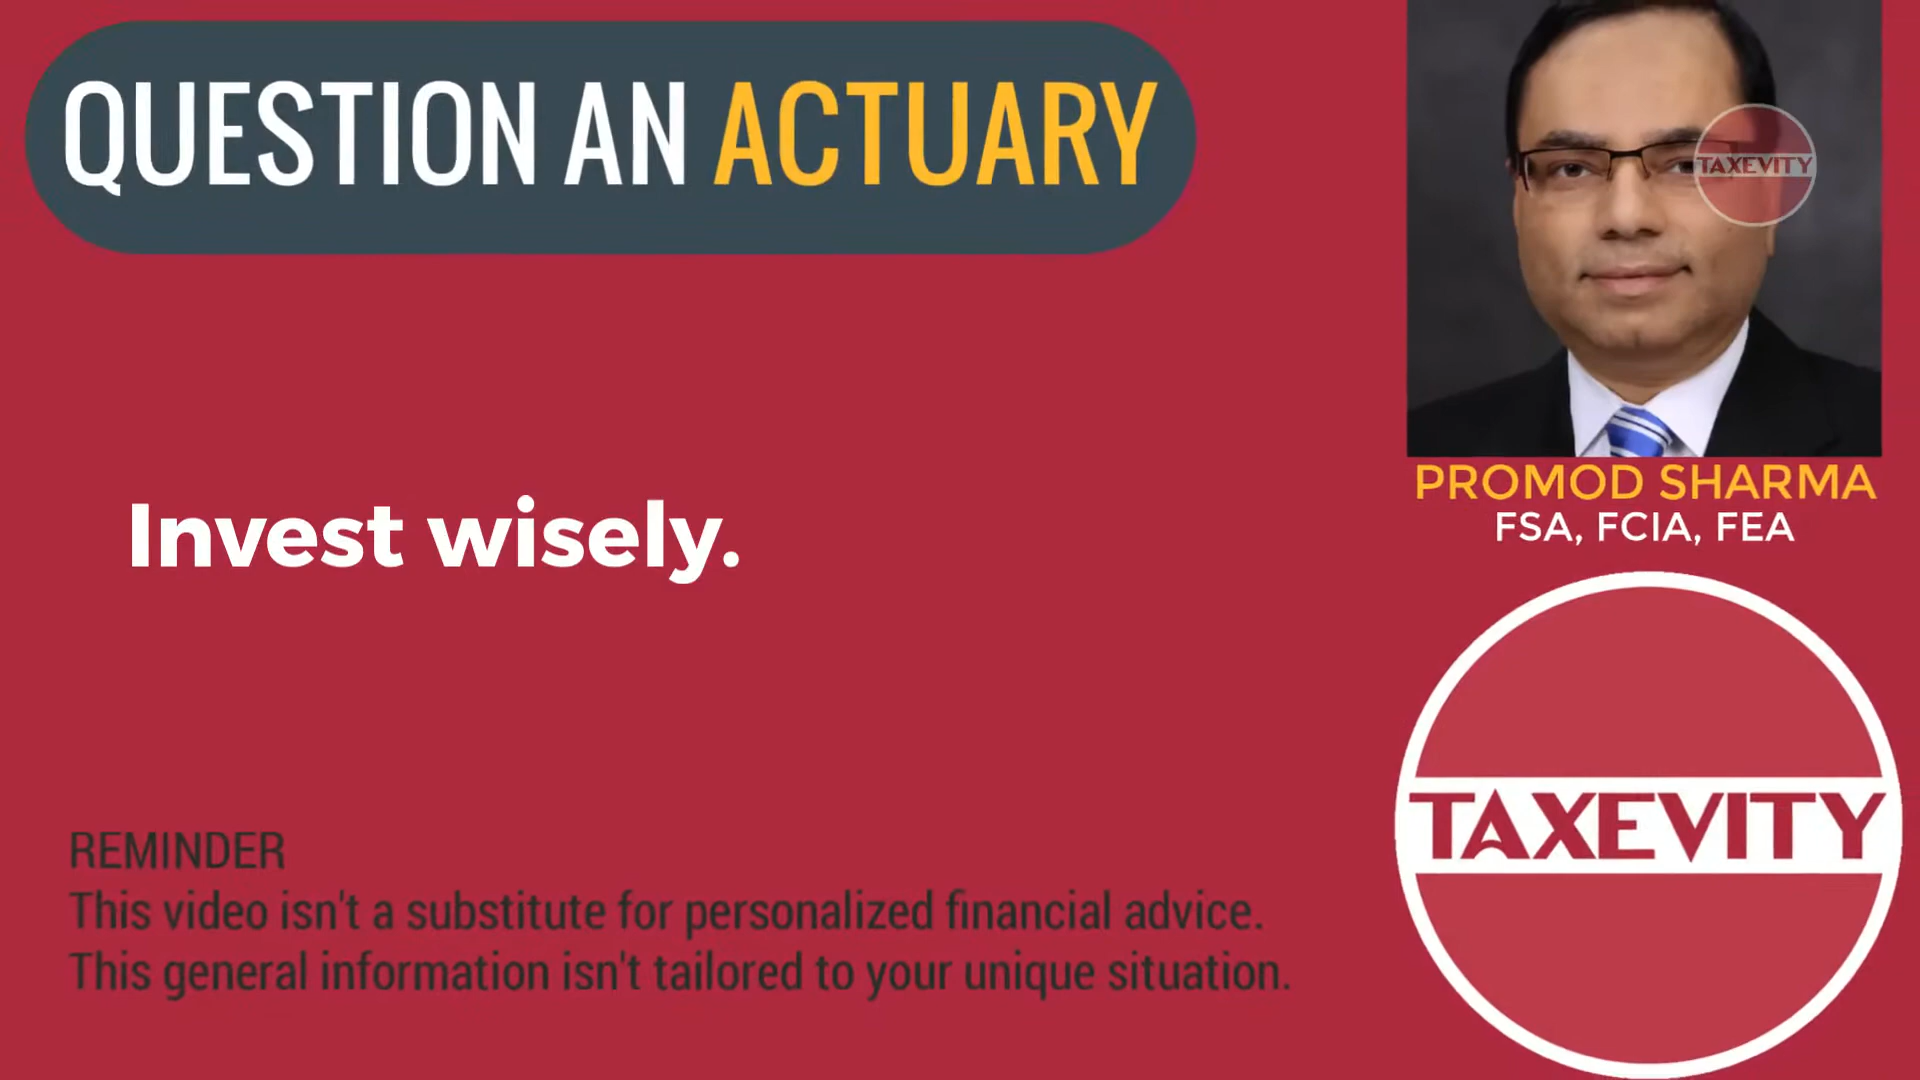 QUESTION AN ACTUARY
TAXEVITY
PROMOD SHARMA
FSA, FCIA, FEA
Invest wisely.
TAXEVITY
REMINDER
This video isn't a substitute for personalized financial advice.
This general information isn't tailored to your unique situation.